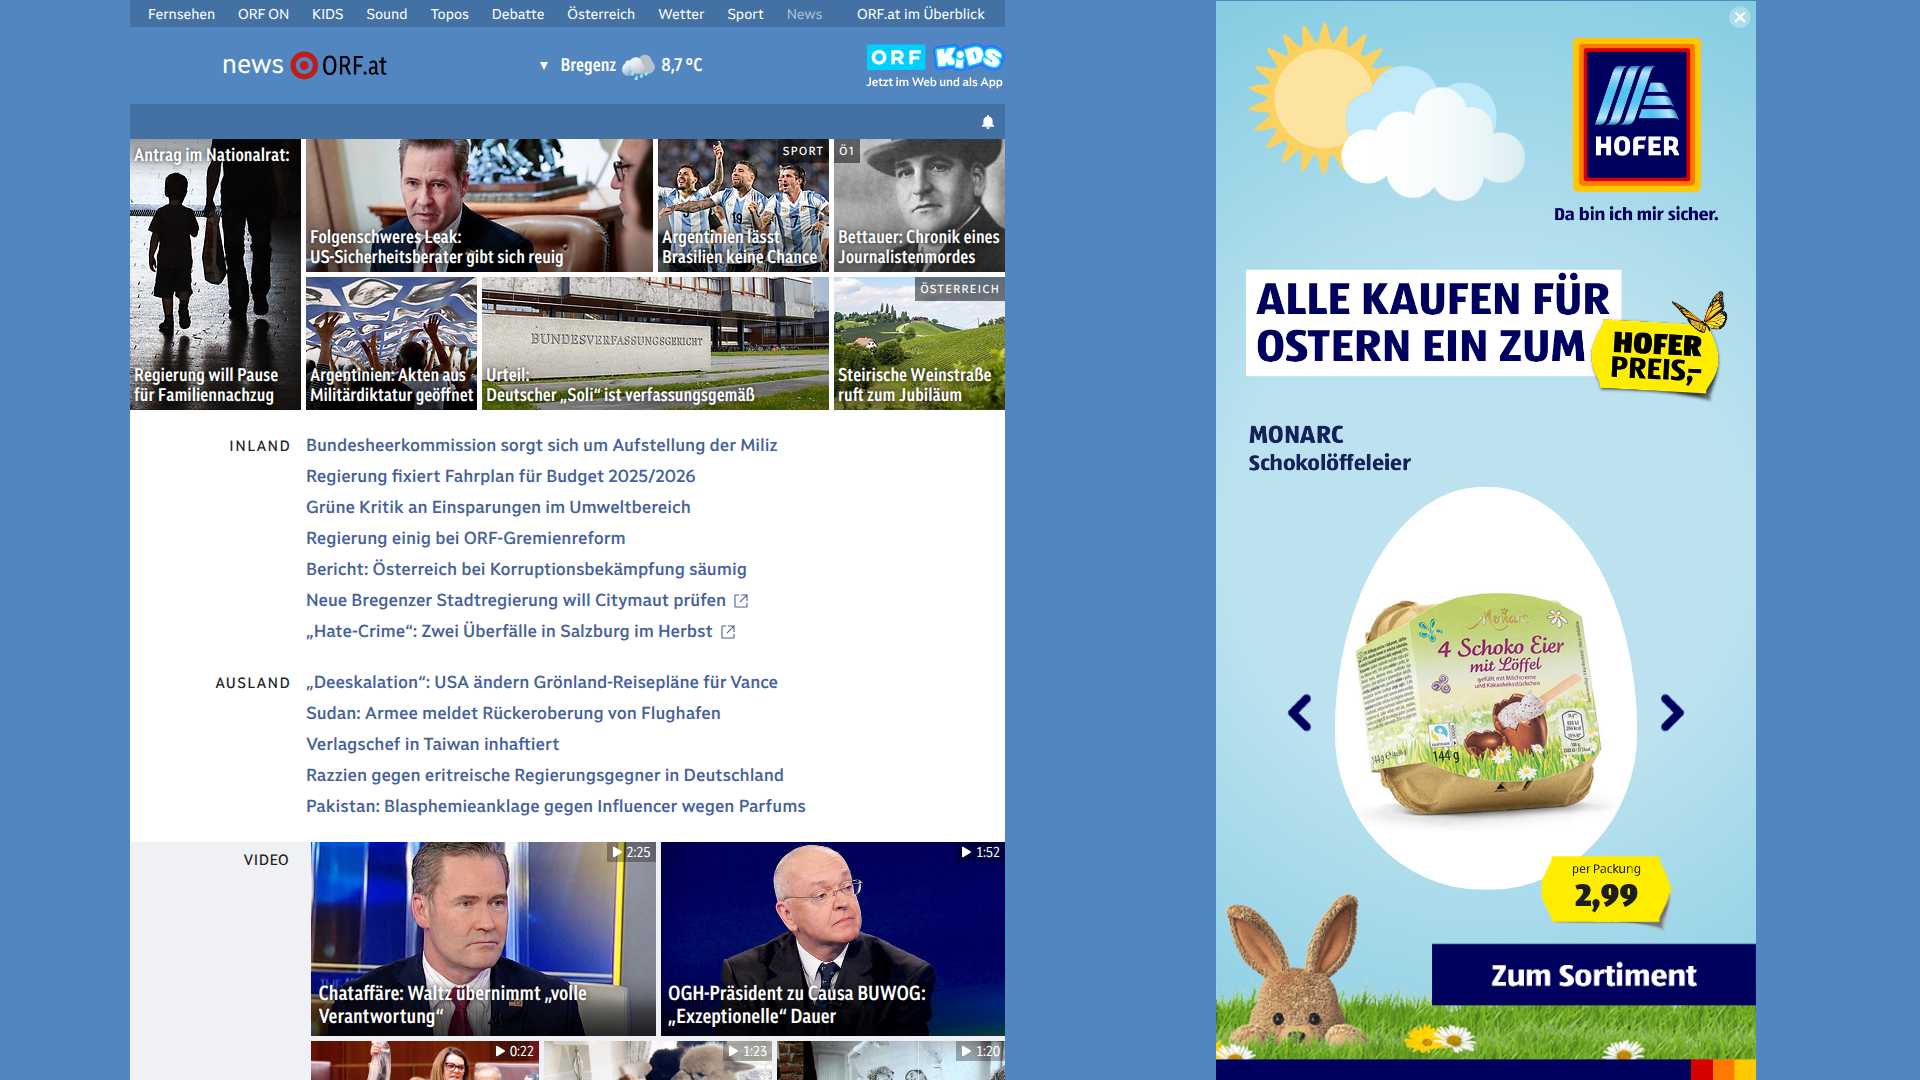 Fernsehen ORF ON KIDS Sound Topos Debatte Österreich Wetter Sport News ORF.at im Überblick
news ORF.at
▼ Bregenz 8,7 °C
ORF KiDS
Jetzt im Web und als App
Antrag im Nationalrat:
Regierung will Pause
für Familiennachzug
Folgenschweres Leak:
US-Sicherheitsberater gibt sich reuig
SPORT
Argentinien lässt
Brasilien keine Chance
Ö1
Bettauer: Chronik eines
Journalistenmordes
Argentinien: Akten aus
Militärdiktatur geöffnet
BUNDESVERFASSUNGSGERICHT
Urteil:
Deutscher „Soli“ ist verfassungsgemäß
ÖSTERREICH
Steirische Weinstraße
ruft zum Jubiläum
INLAND
Bundesheerkommission sorgt sich um Aufstellung der Miliz
Regierung fixiert Fahrplan für Budget 2025/2026
Grüne Kritik an Einsparungen im Umweltbereich
Regierung einig bei ORF-Gremienreform
Bericht: Österreich bei Korruptionsbekämpfung säumig
Neue Bregenzer Stadtregierung will Citymaut prüfen
„Hate-Crime“: Zwei Überfälle in Salzburg im Herbst
AUSLAND
„Deeskalation“: USA ändern Grönland-Reisepläne für Vance
Sudan: Armee meldet Rückeroberung von Flughafen
Verlagschef in Taiwan inhaftiert
Razzien gegen eritreische Regierungsgegner in Deutschland
Pakistan: Blasphemieanklage gegen Influencer wegen Parfums
VIDEO
2:25
Chataffäre: Waltz übernimmt „volle
Verantwortung“
1:52
OGH-Präsident zu Causa BUWOG:
„Exzeptionelle“ Dauer
0:22
1:23
1:20
HOFER
Da bin ich mir sicher.
ALLE KAUFEN FÜR
OSTERN EIN ZUM
HOFER
PREIS,-
MONARC
Schokolöffeleier
Monarc
4 Schoko Eier
mit Löffel
gefüllt mit Milchcreme
und Kakaokeksstückchen
144 g
per Packung
2,99
Zum Sortiment